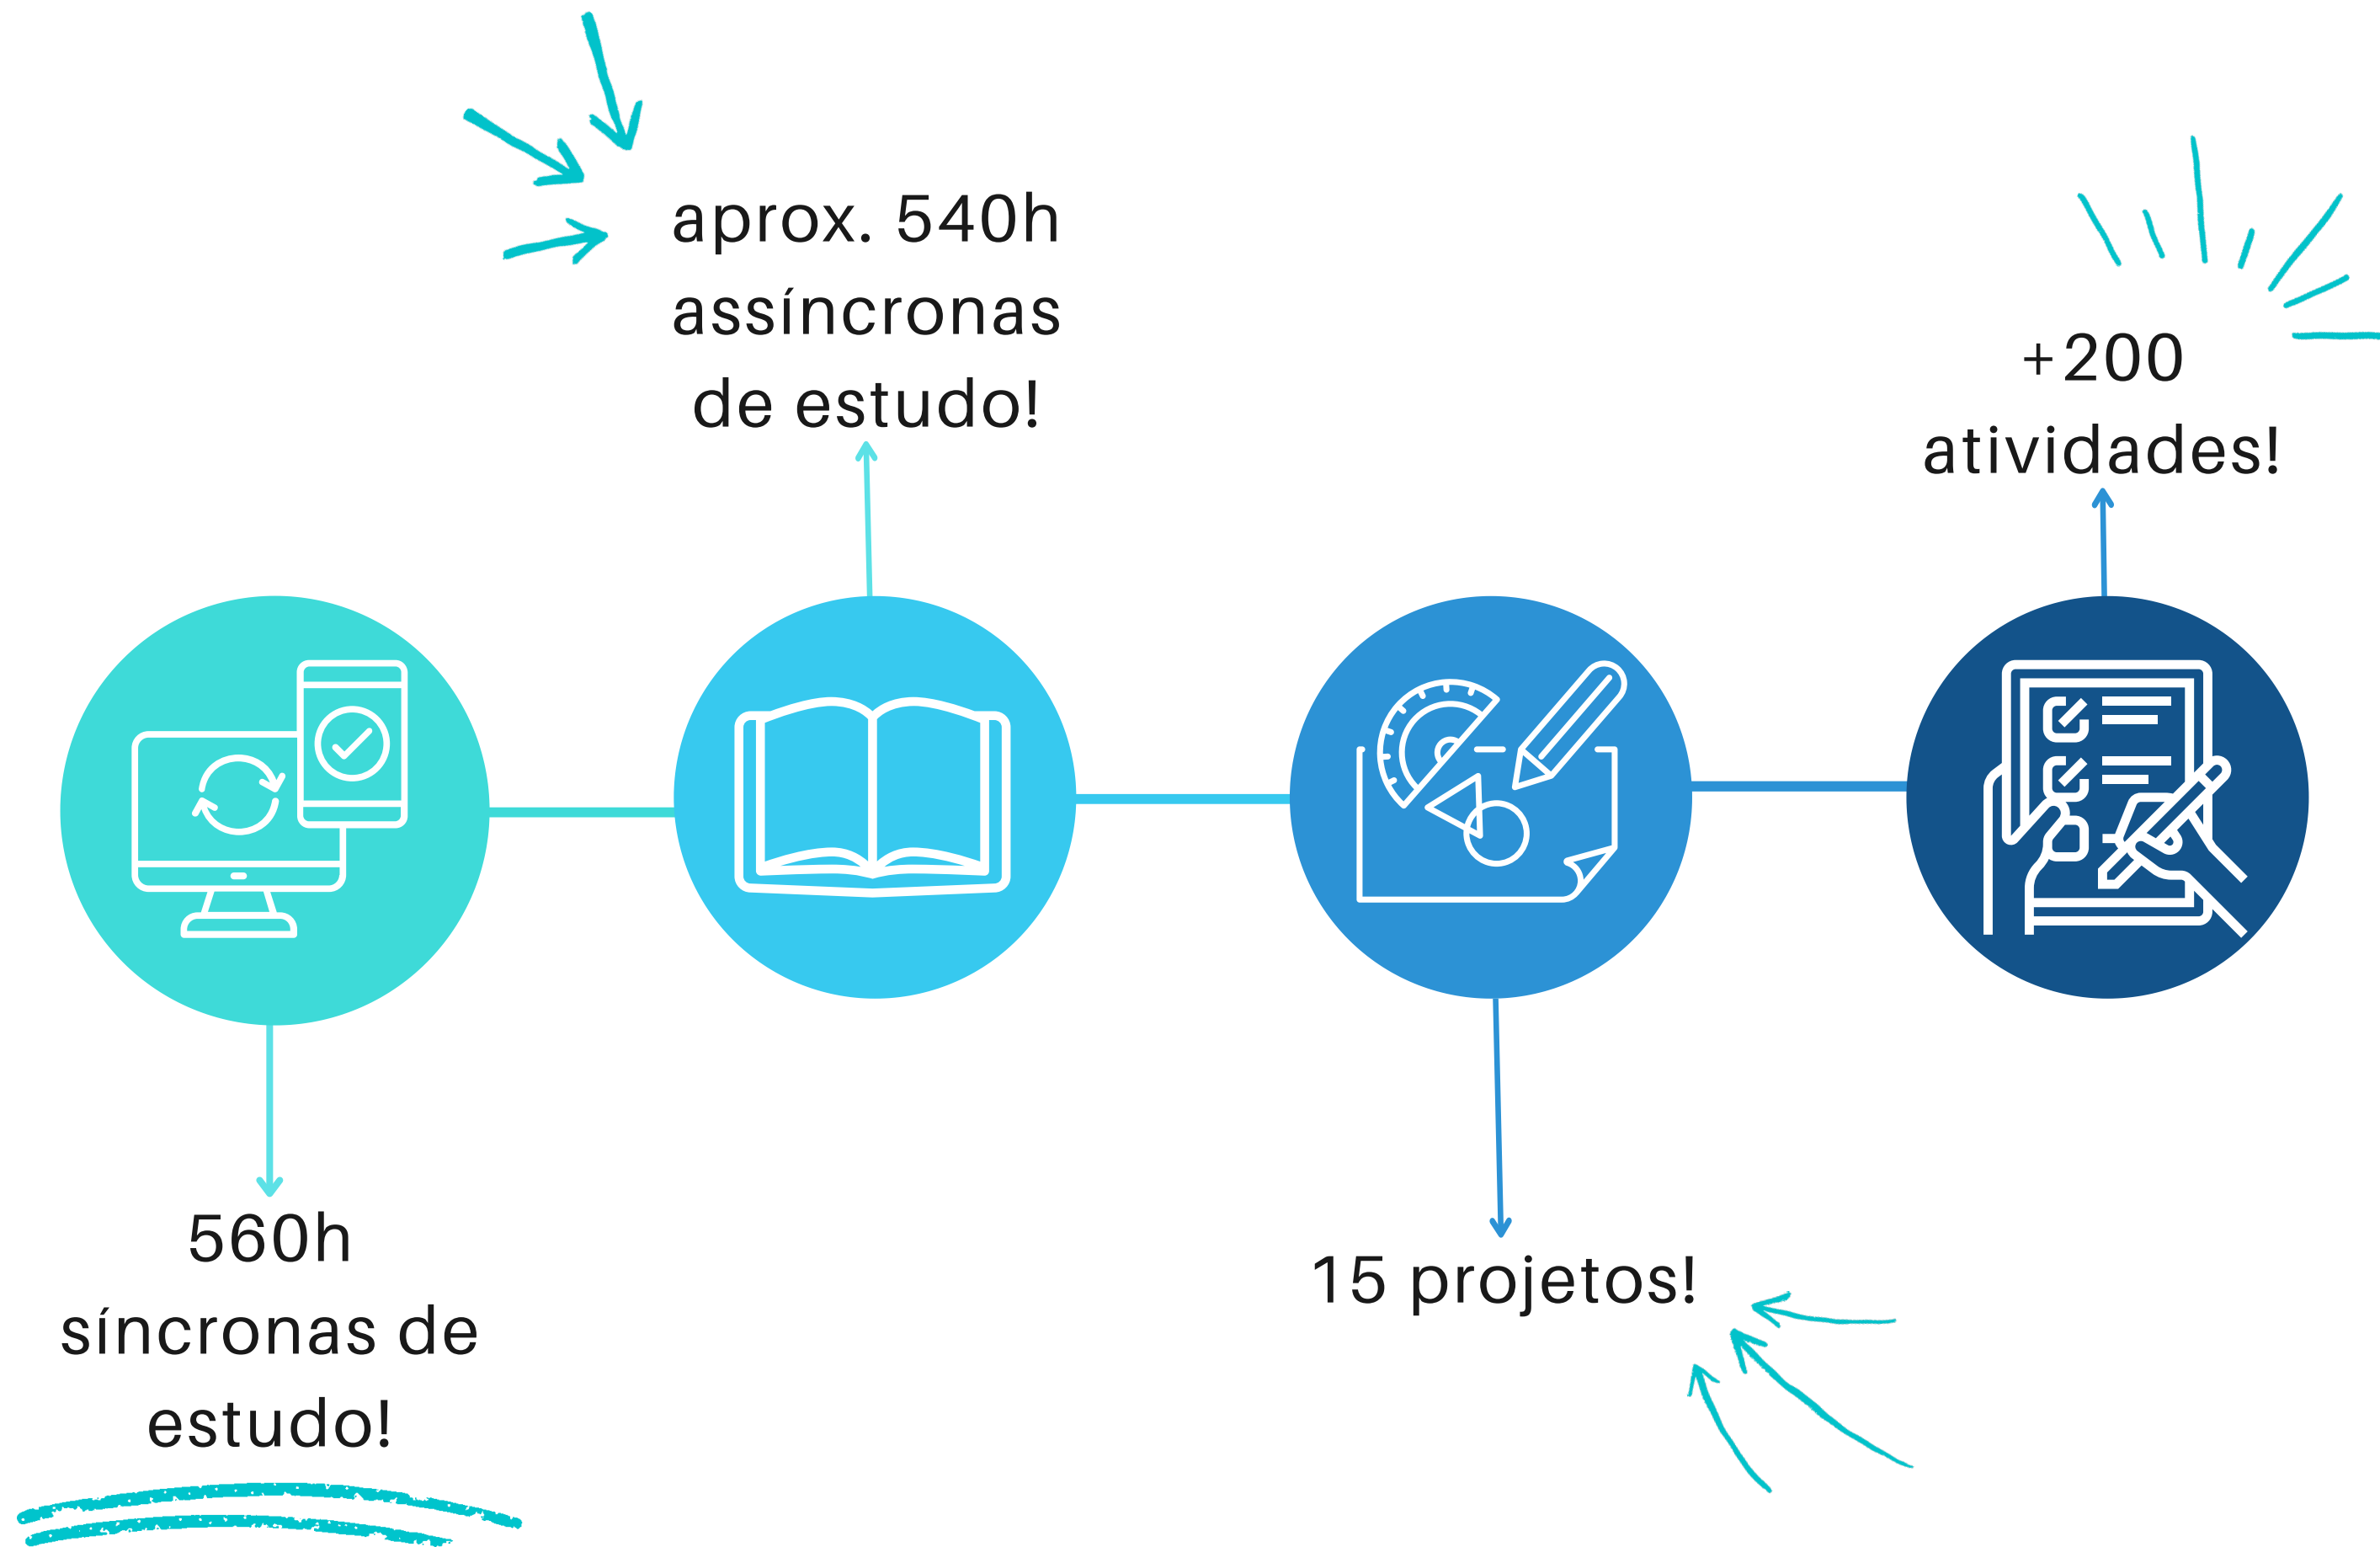 aprox. 540h
assíncronas
de estudo!
+200
atividades!
560h
síncronas de
estudo!
15 projetos!